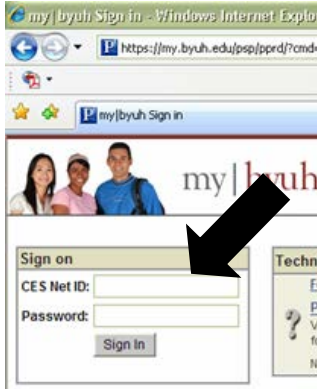 my|byuh Sign in - Windows Internet Explo
https://my.byuh.edu/psp/pprd/?cmd=
my|byuh Sign in
my|byuh
Sign on
Techn
CES Net ID:
Password:
Sign In
?